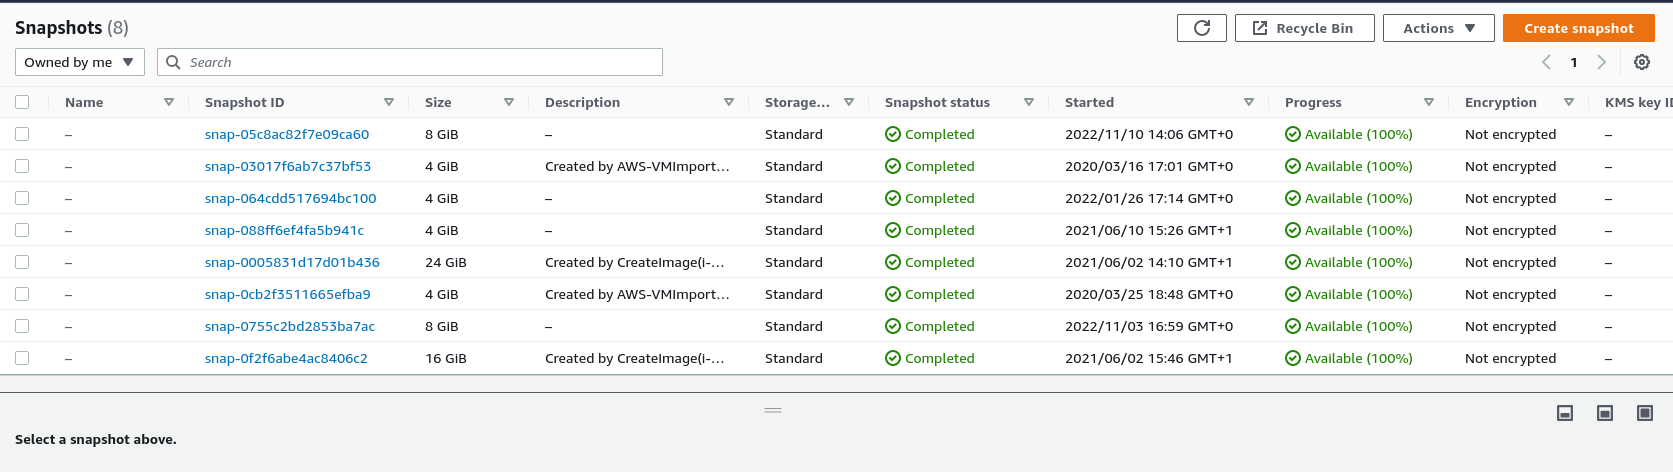 Snapshots (8)
Recycle Bin
Actions
Create snapshot
Owned by me
Search
1
Name Snapshot ID Size Description Storage... Snapshot status Started Progress Encryption KMS key ID
– snap-05c8ac82f7e09ca60 8 GiB – Standard Completed 2022/11/10 14:06 GMT+0 Available (100%) Not encrypted –
– snap-03017f6ab7c37bf53 4 GiB Created by AWS-VMImport... Standard Completed 2020/03/16 17:01 GMT+0 Available (100%) Not encrypted –
– snap-064cdd517694bc100 4 GiB – Standard Completed 2022/01/26 17:14 GMT+0 Available (100%) Not encrypted –
– snap-088ff6ef4fa5b941c 4 GiB – Standard Completed 2021/06/10 15:26 GMT+1 Available (100%) Not encrypted –
– snap-0005831d17d01b436 24 GiB Created by CreateImage(i-... Standard Completed 2021/06/02 14:10 GMT+1 Available (100%) Not encrypted –
– snap-0cb2f3511665efba9 4 GiB Created by AWS-VMImport... Standard Completed 2020/03/25 18:48 GMT+0 Available (100%) Not encrypted –
– snap-0755c2bd2853ba7ac 8 GiB – Standard Completed 2022/11/03 16:59 GMT+0 Available (100%) Not encrypted –
– snap-0f2f6abe4ac8406c2 16 GiB Created by CreateImage(i-... Standard Completed 2021/06/02 15:46 GMT+1 Available (100%) Not encrypted –
Select a snapshot above.